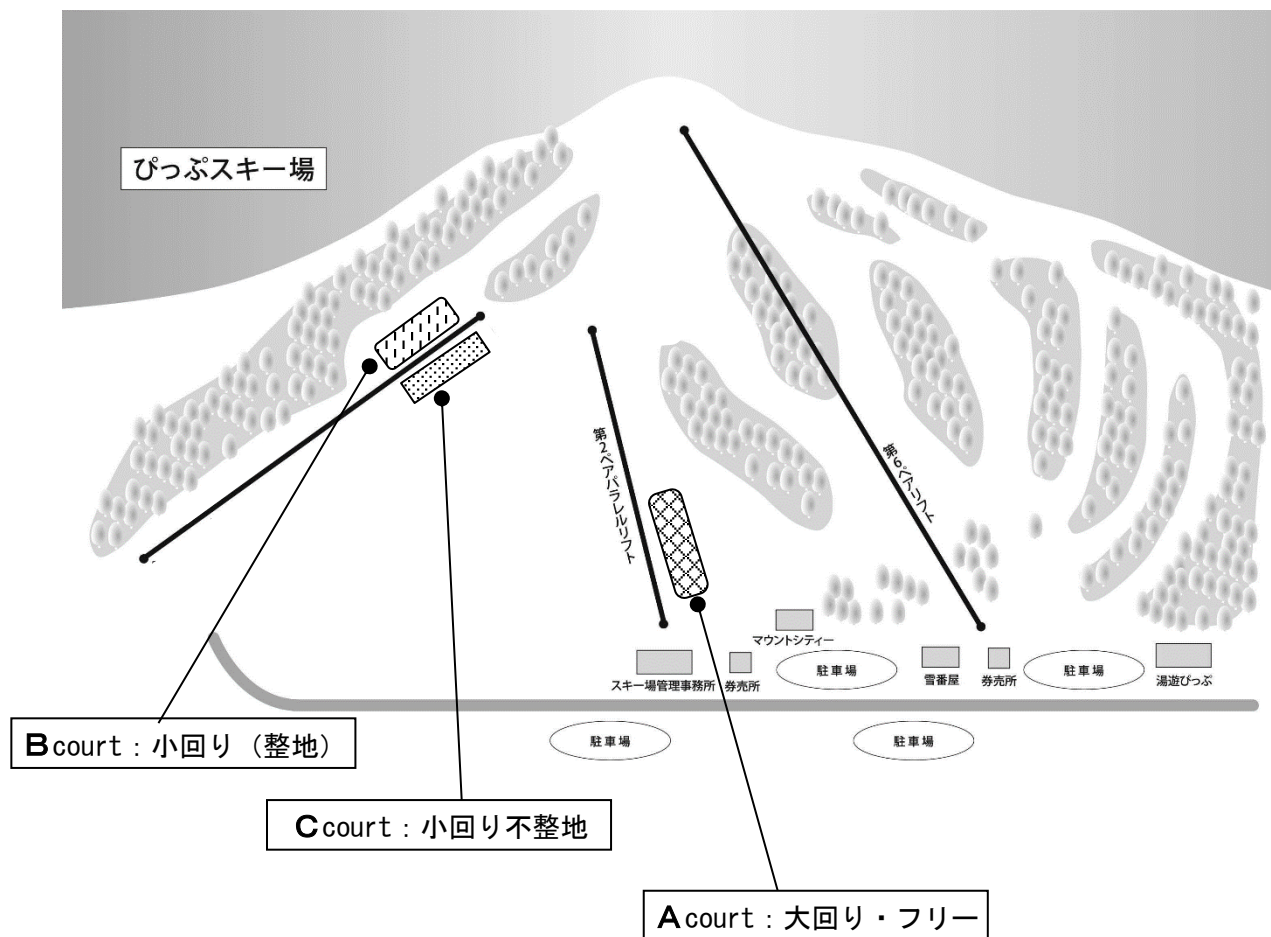 ぴっぷスキー場
第2ペアパラレルリフト
第6ペアリフト
マウントシティー
スキー場管理事務所
券売所
駐車場
雪番屋
券売所
駐車場
湯遊ぴっぷ
駐車場
駐車場
Bcourt：小回り（整地）
Ccourt：小回り不整地
Acourt：大回り・フリー